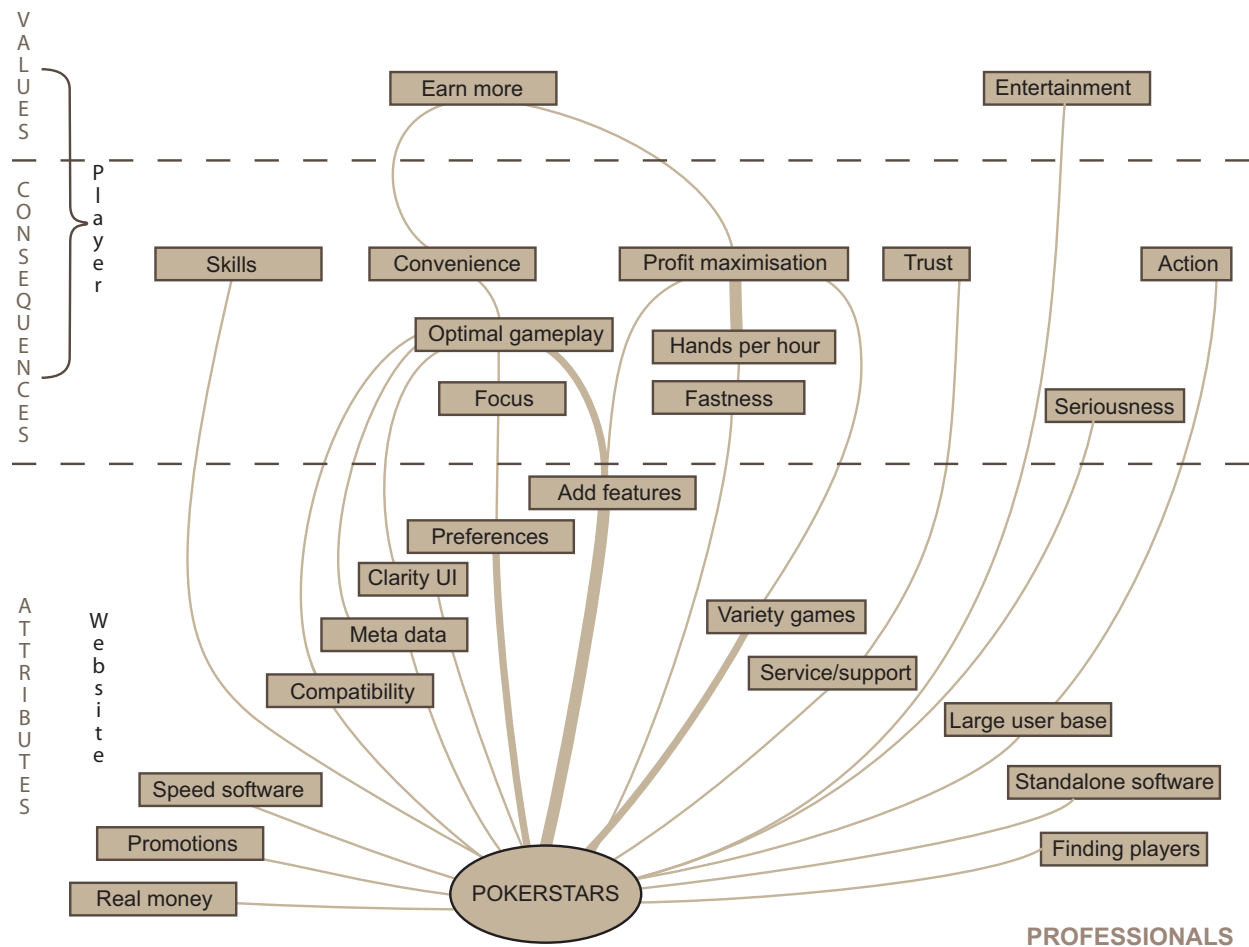 VALUES
Earn more
Entertainment
Player
CONSEQUENCES
Skills
Convenience
Profit maximisation
Trust
Action
Optimal gameplay
Hands per hour
Focus
Fastness
Seriousness
Add features
Preferences
Clarity UI
ATTRIBUTES
Website
Variety games
Meta data
Service/support
Compatibility
Large user base
Speed software
Standalone software
Promotions
Finding players
Real money
POKERSTARS
PROFESSIONALS